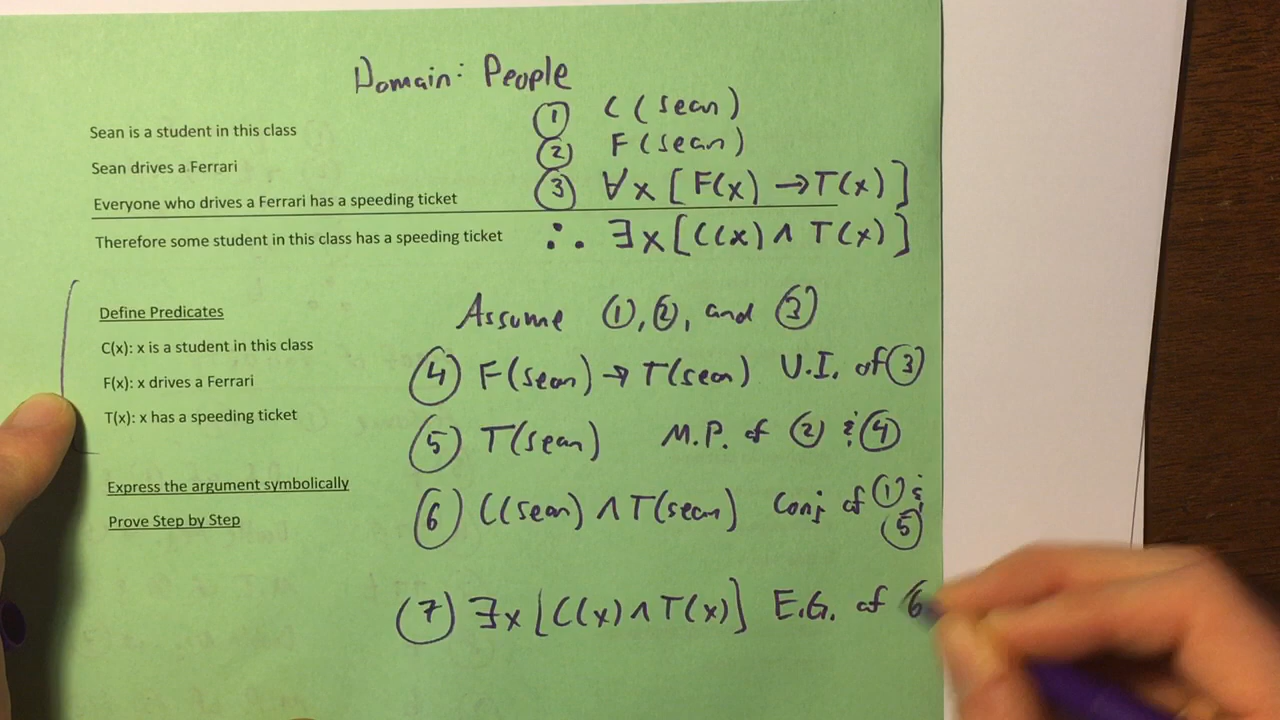 Domain: People
Sean is a student in this class ① C(sean)
Sean drives a Ferrari ② F(sean)
Everyone who drives a Ferrari has a speeding ticket ③ ∀x[F(x)→T(x)]
Therefore some student in this class has a speeding ticket ∴ ∃x[C(x)∧T(x)]
Define Predicates
C(x): x is a student in this class
F(x): x drives a Ferrari
T(x): x has a speeding ticket
Express the argument symbolically
Prove Step by Step
Assume ①, ②, and ③
④ F(sean)→T(sean) U.I. of ③
⑤ T(sean) M.P. of ② & ④
⑥ C(sean)∧T(sean) Conj of ① &
⑤
⑦ ∃x[C(x)∧T(x)] E.G. of 6